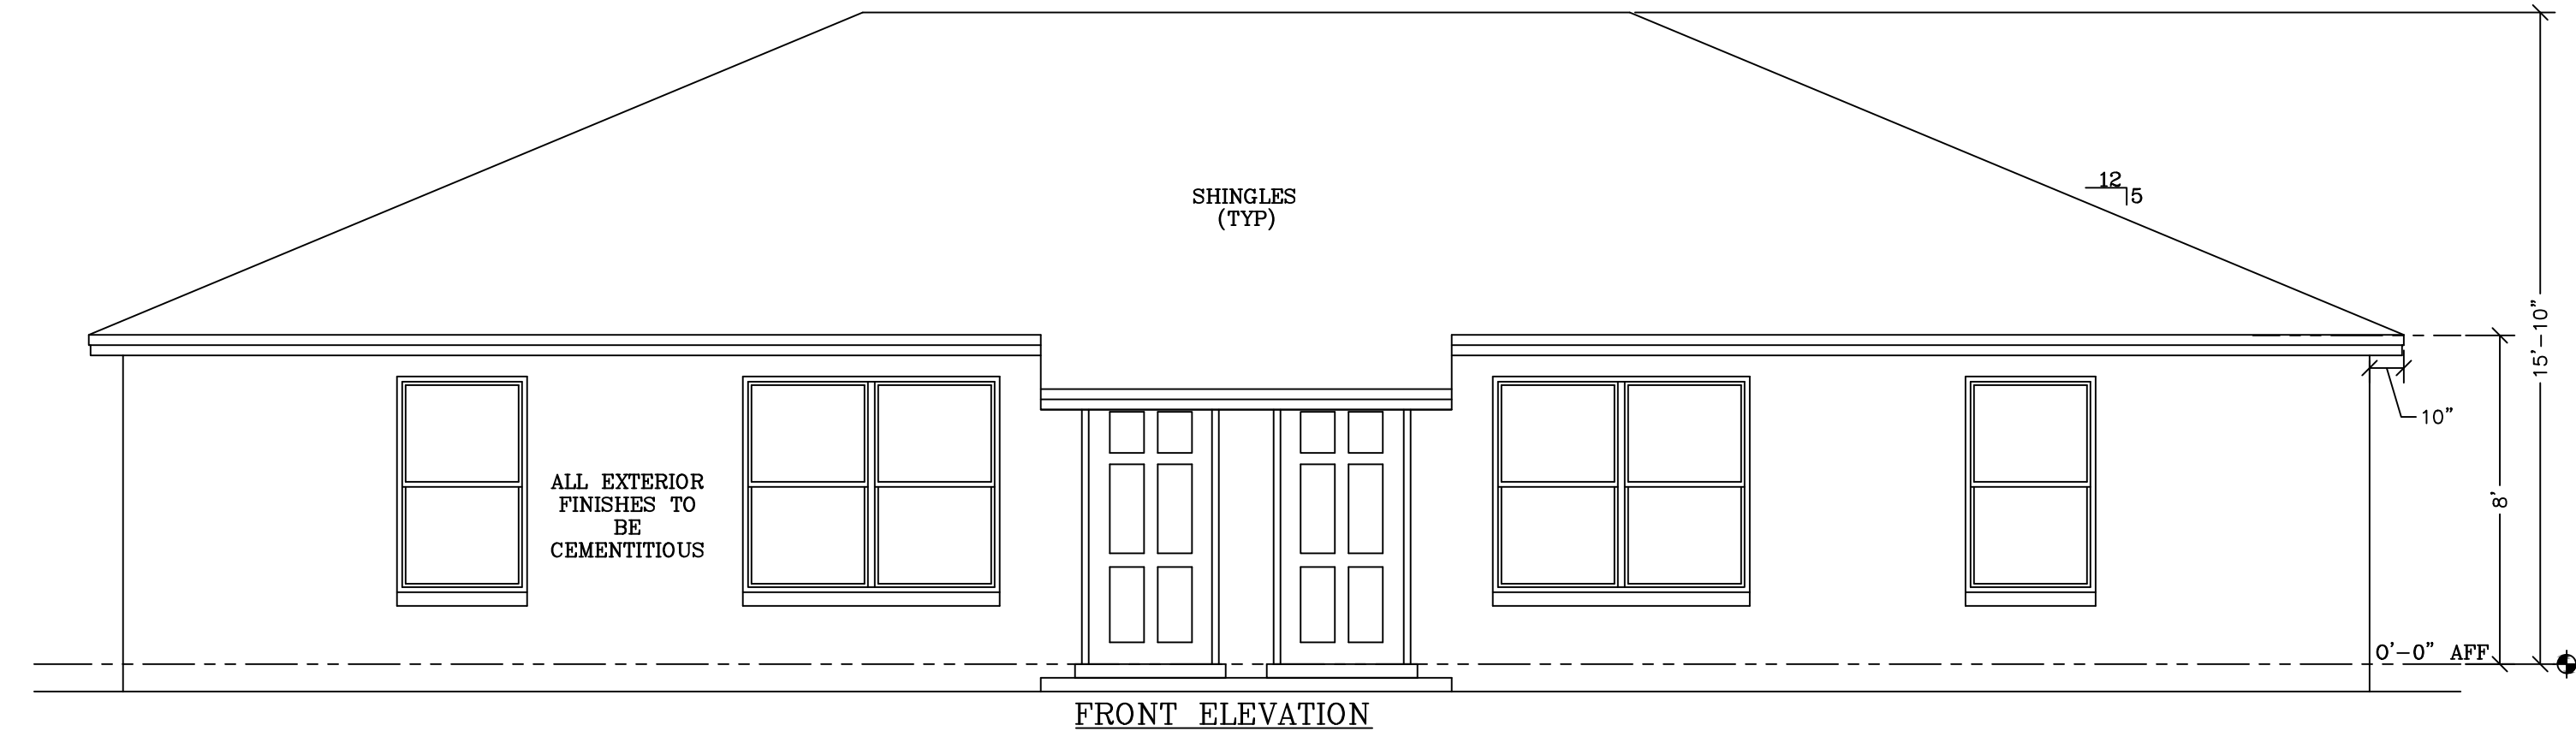 SHINGLES
(TYP)
12
5
15'-10"
8'
10"
ALL EXTERIOR
FINISHES TO
BE
CEMENTITIOUS
0'-0" AFF
FRONT ELEVATION